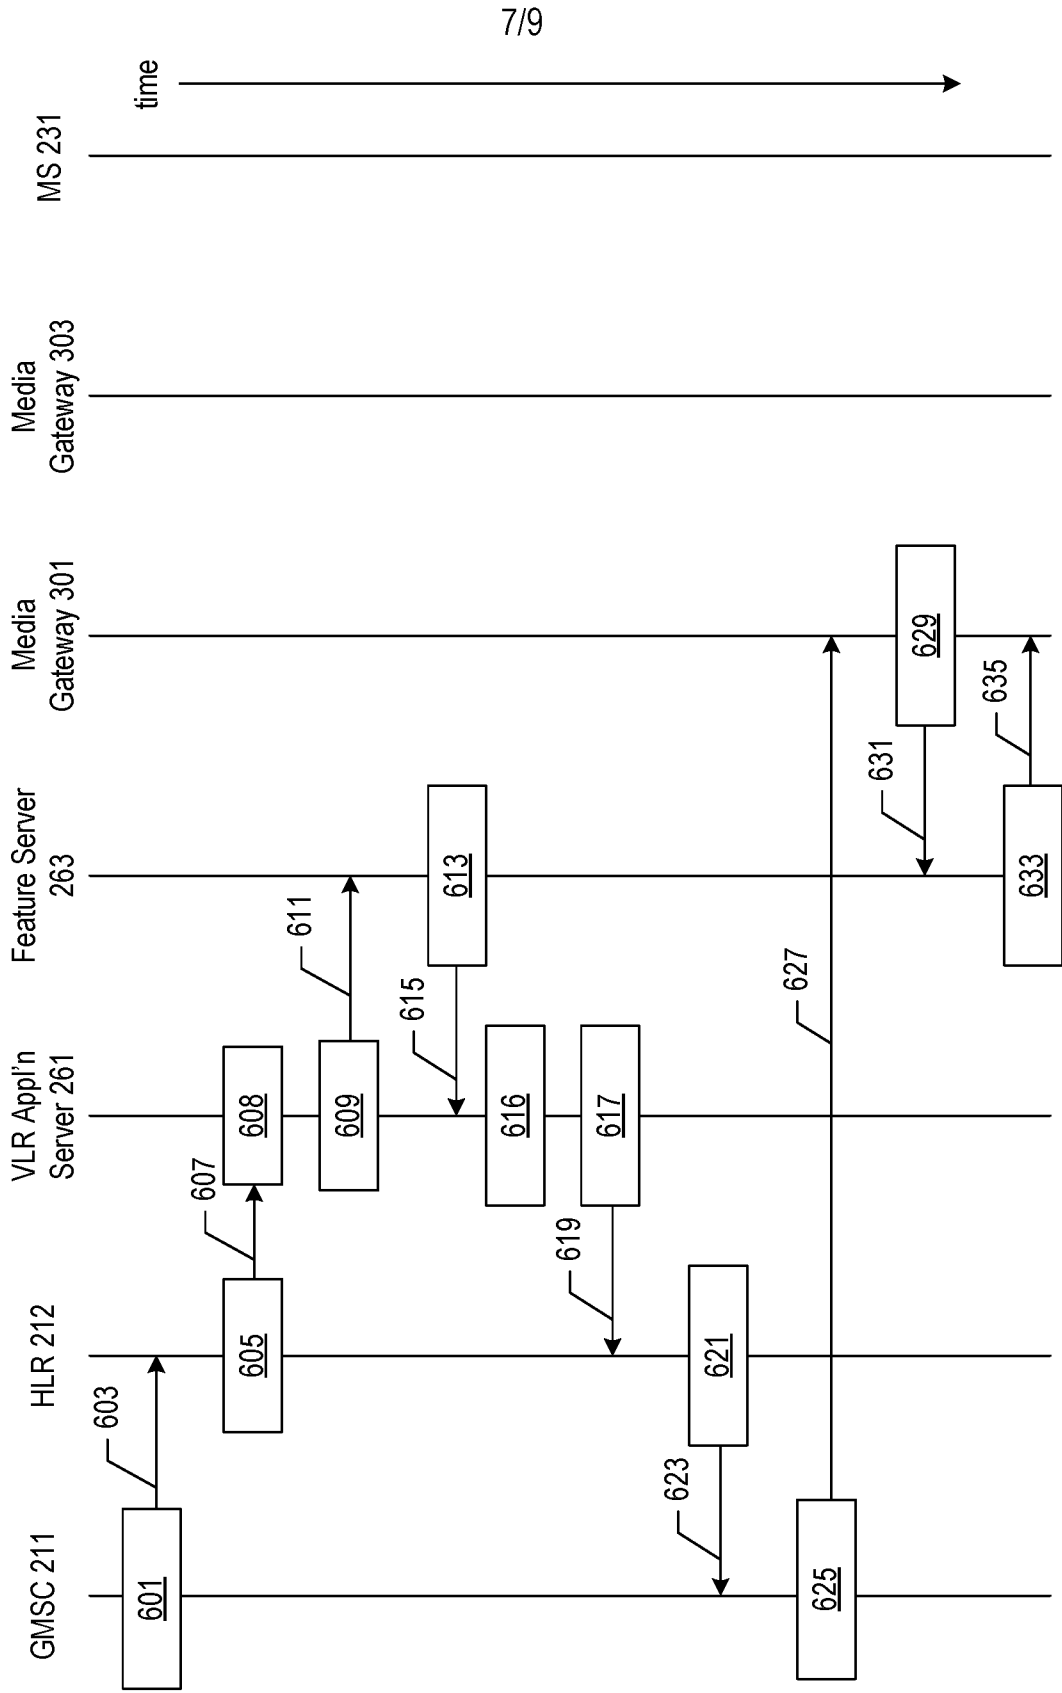 7/9
time
GMSC 211
HLR 212
VLR Appl'n
Server 261
Feature Server
263
Media
Gateway 301
Media
Gateway 303
MS 231
601
603
605
607
608
609
611
613
615
616
617
619
621
623
625
627
629
631
633
635